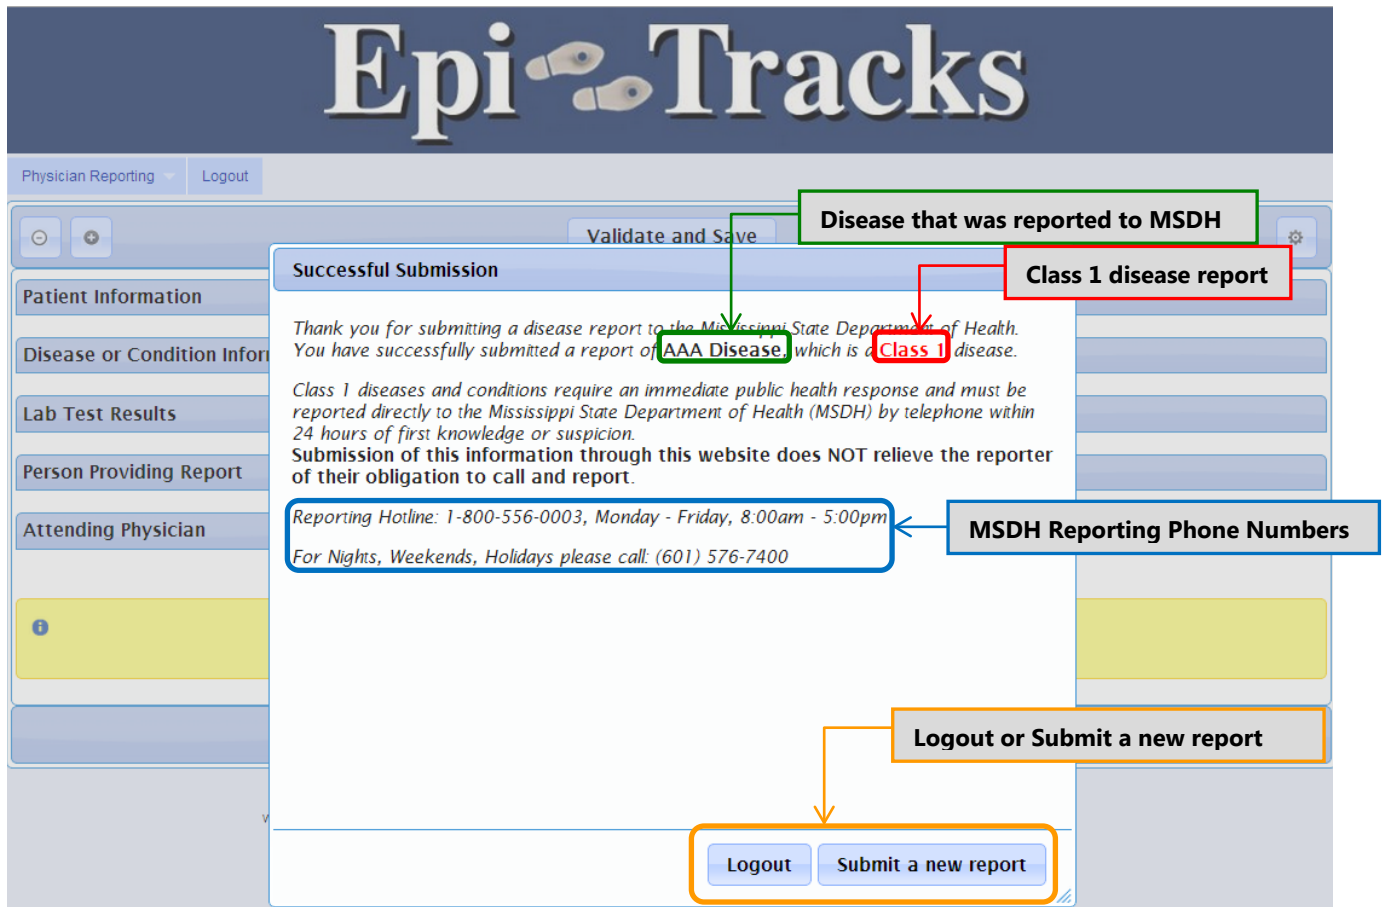 Epi Tracks
Physician Reporting
Logout
Disease that was reported to MSDH
Validate and Save
Class 1 disease report
Successful Submission
Patient Information
Thank you for submitting a disease report to the Mississippi State Department of Health.
You have successfully submitted a report of AAA Disease, which is a Class 1 disease.
Disease or Condition Infor
Class 1 diseases and conditions require an immediate public health response and must be
reported directly to the Mississippi State Department of Health (MSDH) by telephone within
24 hours of first knowledge or suspicion.
Lab Test Results
Submission of this information through this website does NOT relieve the reporter
of their obligation to call and report.
Person Providing Report
Reporting Hotline: 1-800-556-0003, Monday - Friday, 8:00am - 5:00pm
MSDH Reporting Phone Numbers
Attending Physician
For Nights, Weekends, Holidays please call: (601) 576-7400
Logout or Submit a new report
Logout
Submit a new report